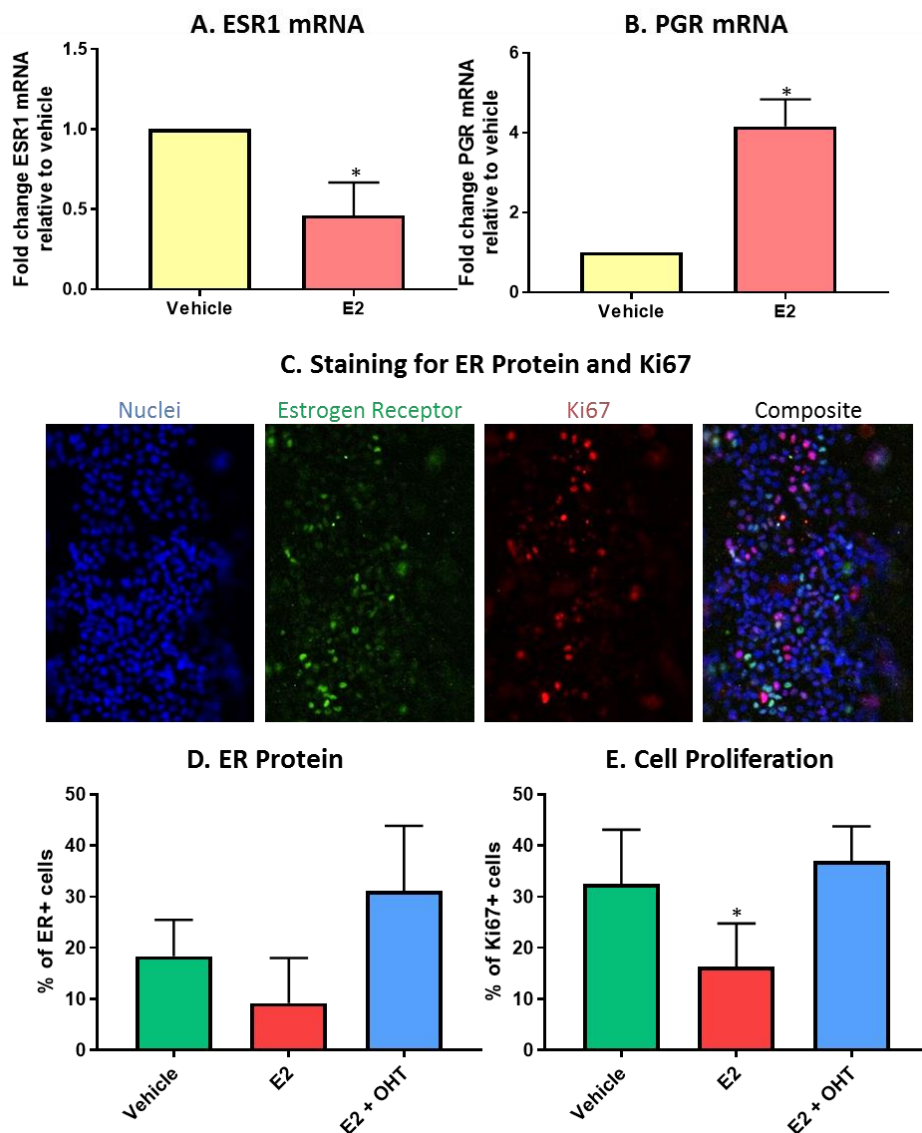 A. ESR1 mRNA
Fold change ESR1 mRNA
relative to vehicle
1.5
1.0
0.5
0.0
*
Vehicle
E2
B. PGR mRNA
Fold change PGR mRNA
relative to vehicle
6
4
2
0
*
Vehicle
E2
C. Staining for ER Protein and Ki67
Nuclei
Estrogen Receptor
Ki67
Composite
D. ER Protein
% of ER+ cells
50
40
30
20
10
0
Vehicle
E2
E2 + OHT
E. Cell Proliferation
% of Ki67+ cells
50
40
30
20
10
0
*
Vehicle
E2
E2 + OHT